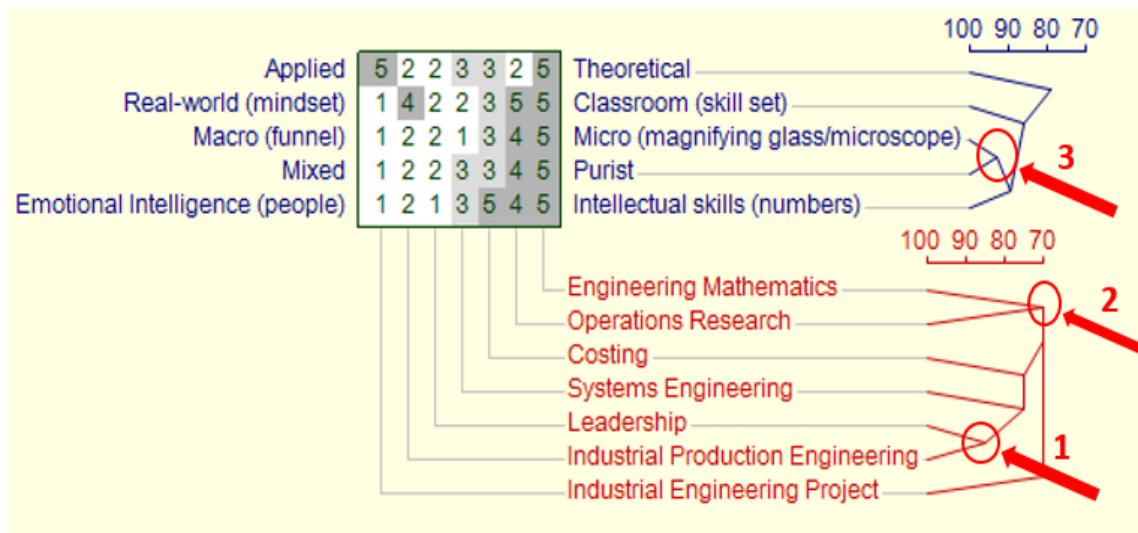 100 90 80 70
Applied 5 2 2 3 3 2 5 Theoretical
Real-world (mindset) 1 4 2 2 3 5 5 Classroom (skill set)
Macro (funnel) 1 2 2 1 3 4 5 Micro (magnifying glass/microscope)
Mixed 1 2 2 3 3 4 5 Purist
Emotional Intelligence (people) 1 2 1 3 5 4 5 Intellectual skills (numbers)
3
100 90 80 70
Engineering Mathematics
2
Operations Research
Costing
Systems Engineering
Leadership
Industrial Production Engineering
1
Industrial Engineering Project